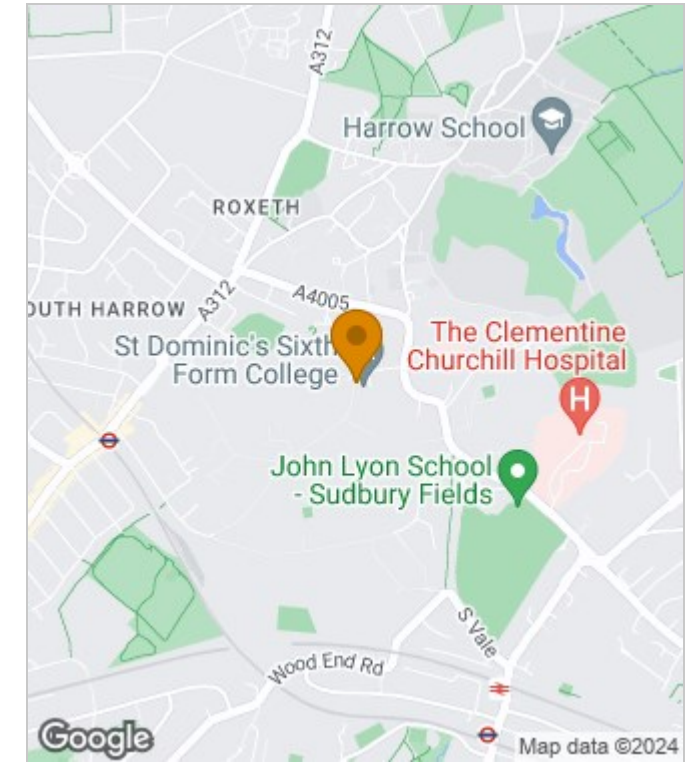 A312
Harrow School
ROXETH
OUTH HARROW
A312
A4005
St Dominic's Sixth
Form College
The Clementine
Churchill Hospital
H
John Lyon School
- Sudbury Fields
S Vale
Wood End Rd
Google
Map data ©2024